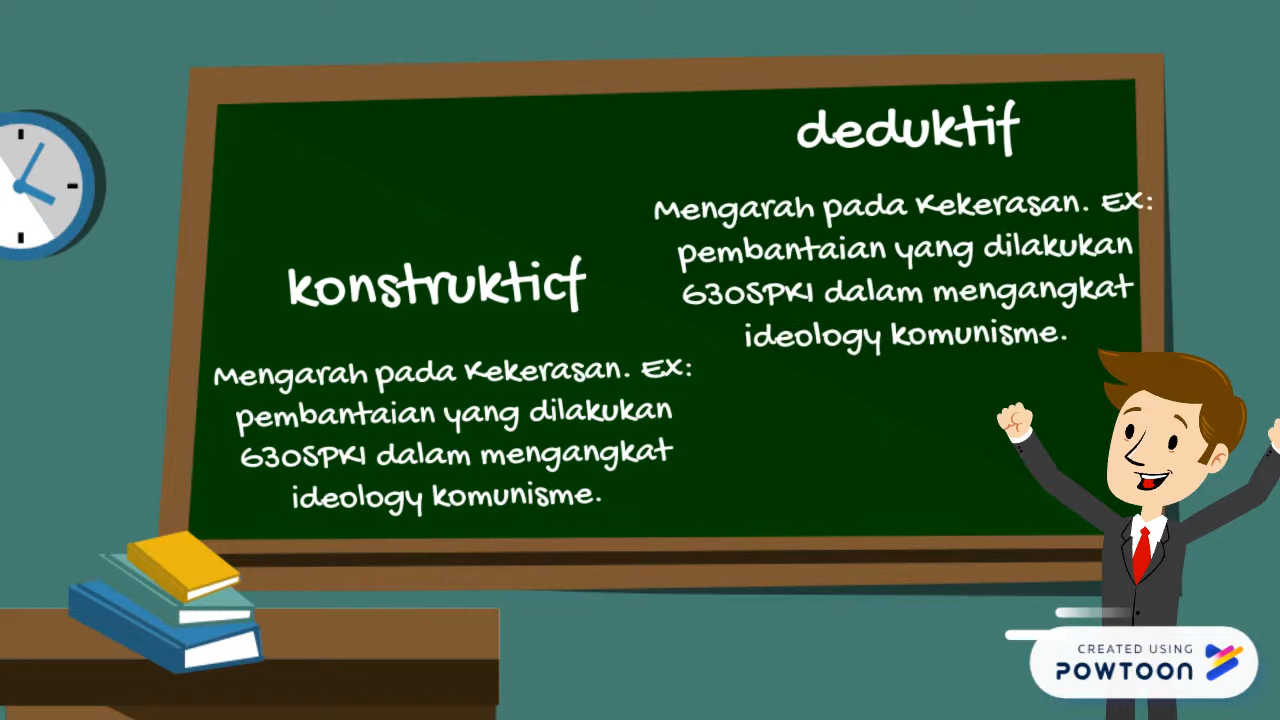 konstrukticf
Mengarah pada Kekerasan. EX:
pembantaian yang dilakukan
630SPKI dalam mengangkat
ideology komunisme.
deduktif
Mengarah pada Kekerasan. EX:
pembantaian yang dilakukan
630SPKI dalam mengangkat
ideology komunisme.
CREATED USING
POWTOON